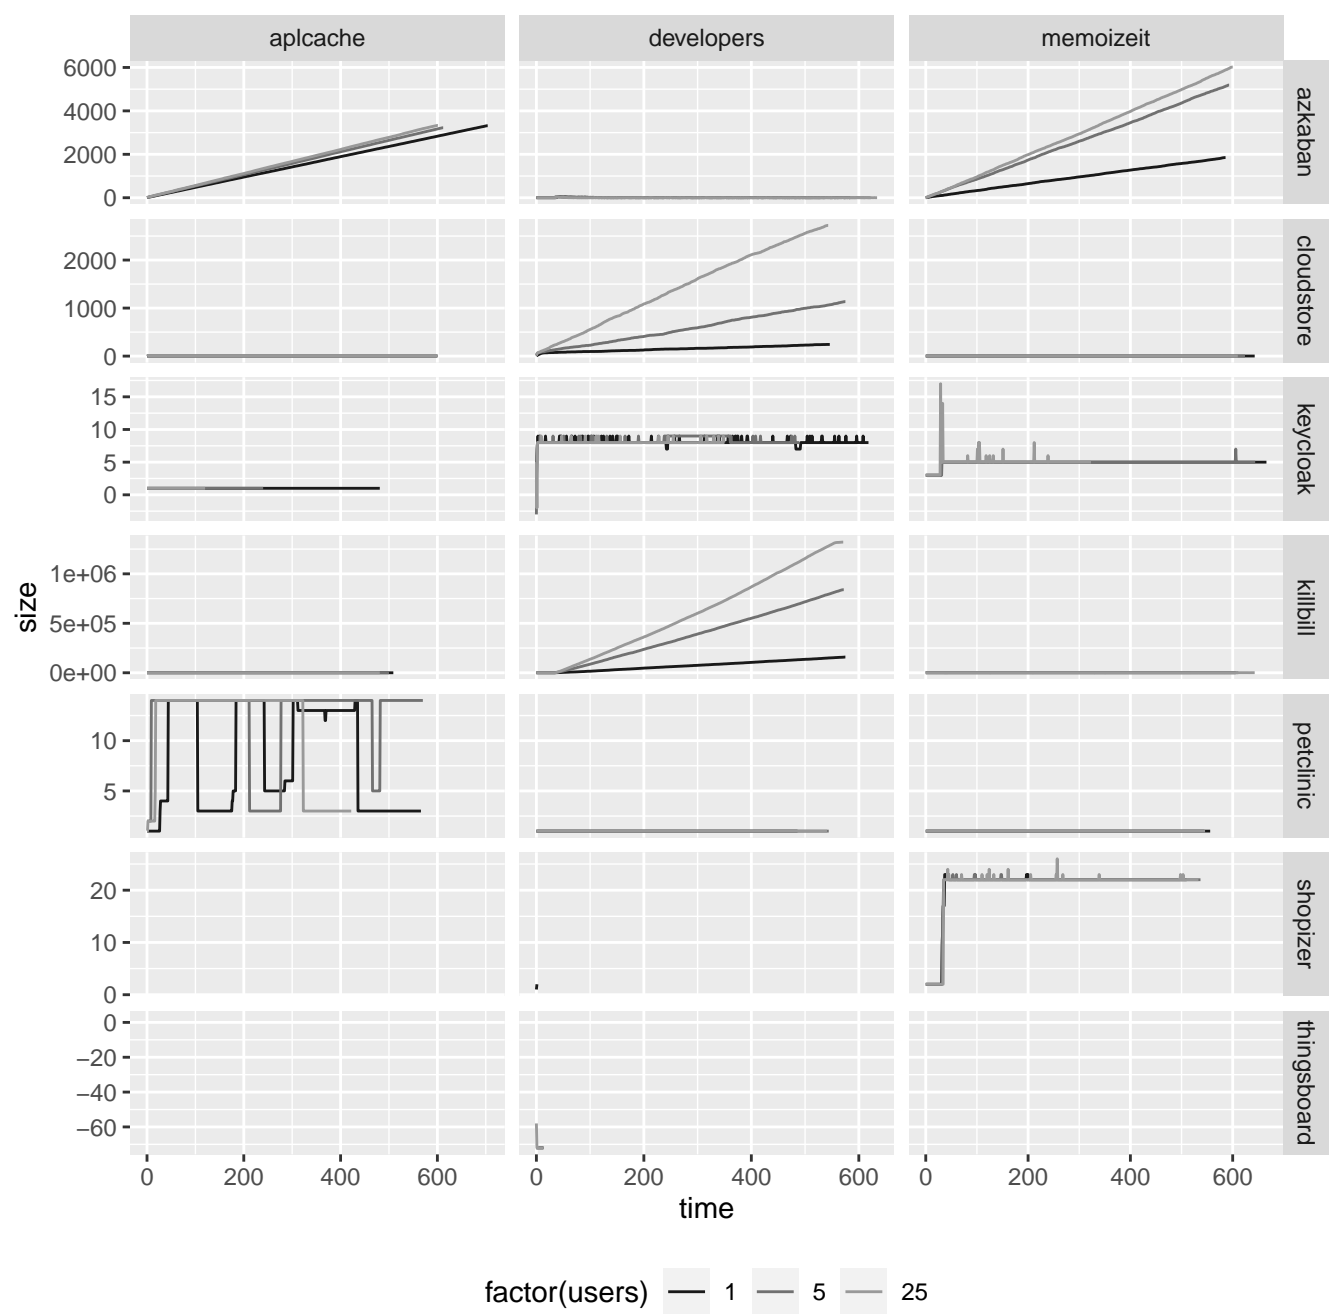 aplcache developers memoizeit
6000
4000
2000
0
azkaban
2000
1000
0
cloudstore
15
10
5
0
keycloak
1e+06
5e+05
0e+00
killbill
10
5
petclinic
20
10
0
shopizer
0
−20
−40
−60
thingsboard
size
0 200 400 600 0 200 400 600 0 200 400 600
time
factor(users) 1 5 25